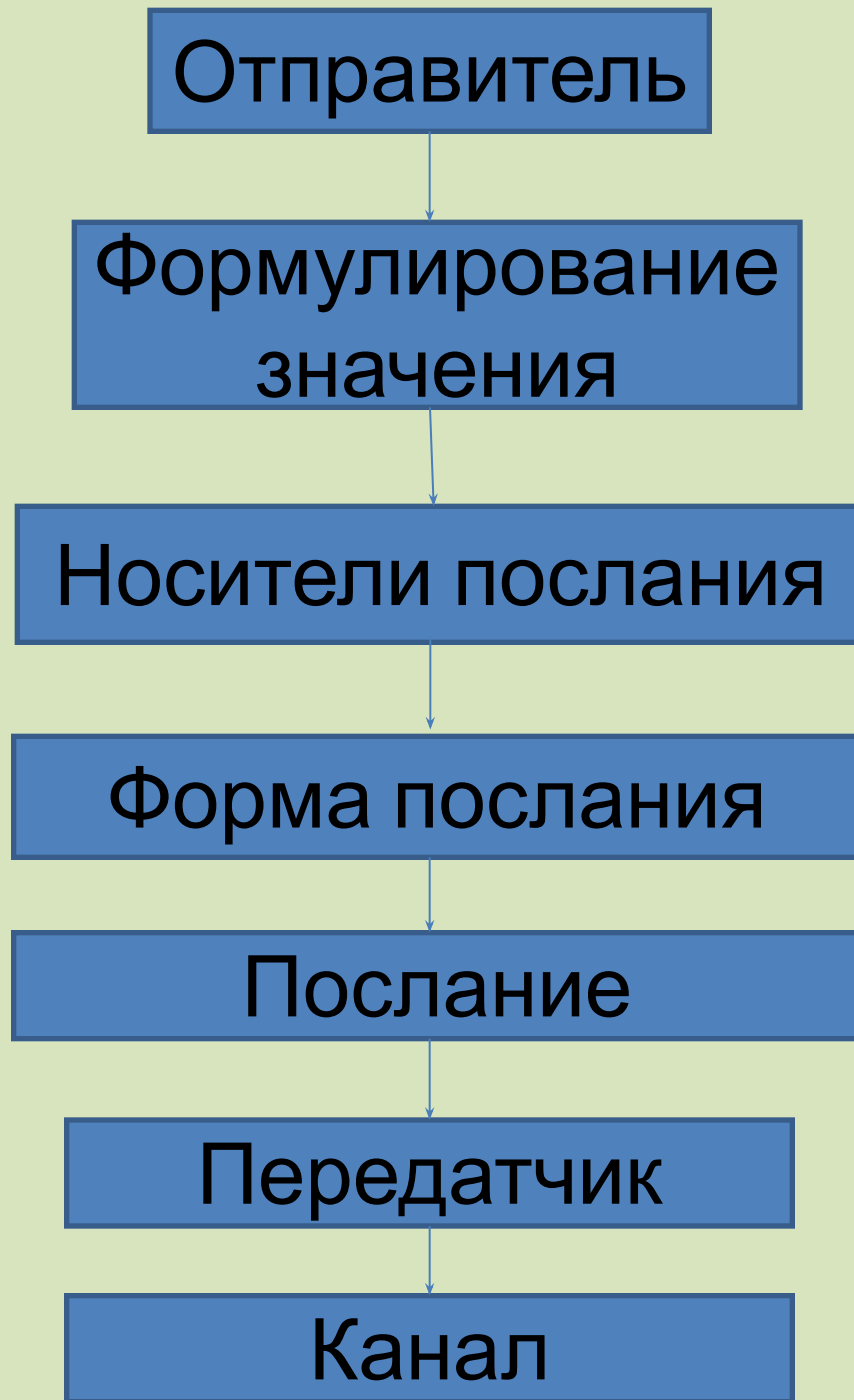 Отправитель
Формулирование
значения
Носители послания
Форма послания
Послание
Передатчик
Канал